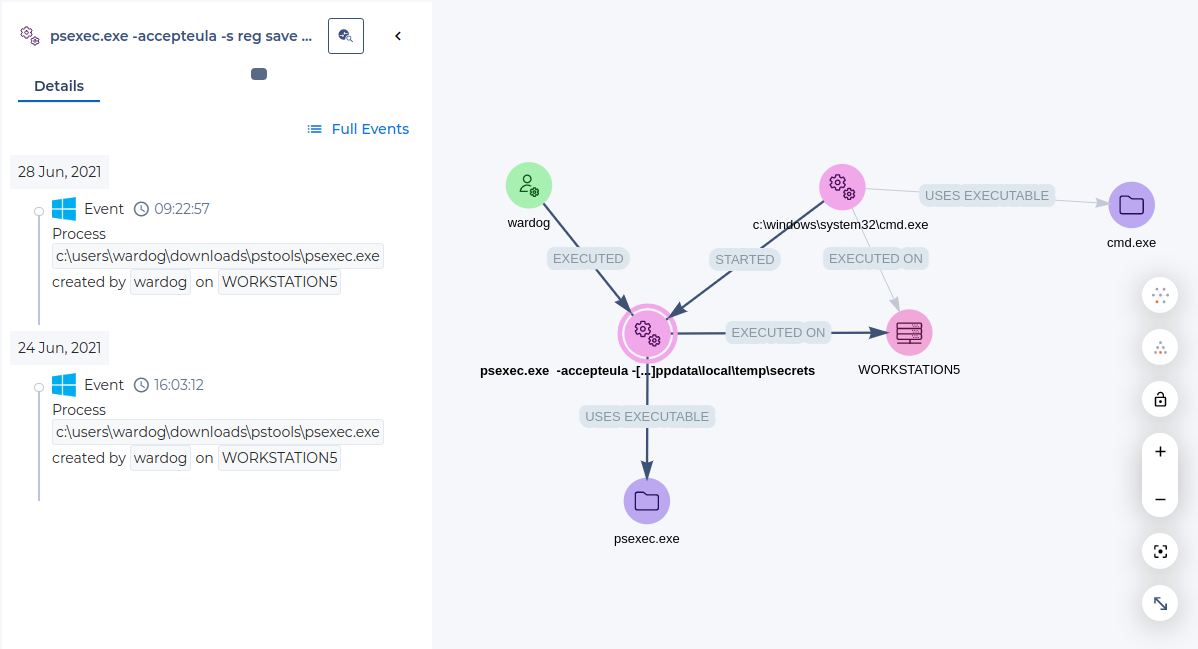 psexec.exe -accepteula -s reg save ...
Details
Full Events
28 Jun, 2021
Event 09:22:57
Process
c:\users\wardog\downloads\pstools\psexec.exe
created by wardog on WORKSTATION5
24 Jun, 2021
Event 16:03:12
Process
c:\users\wardog\downloads\pstools\psexec.exe
created by wardog on WORKSTATION5
wardog
c:\windows\system32\cmd.exe
USES EXECUTABLE
cmd.exe
EXECUTED
STARTED
EXECUTED ON
EXECUTED ON
WORKSTATION5
psexec.exe -accepteula -[...]ppdata\local\temp\secrets
USES EXECUTABLE
psexec.exe